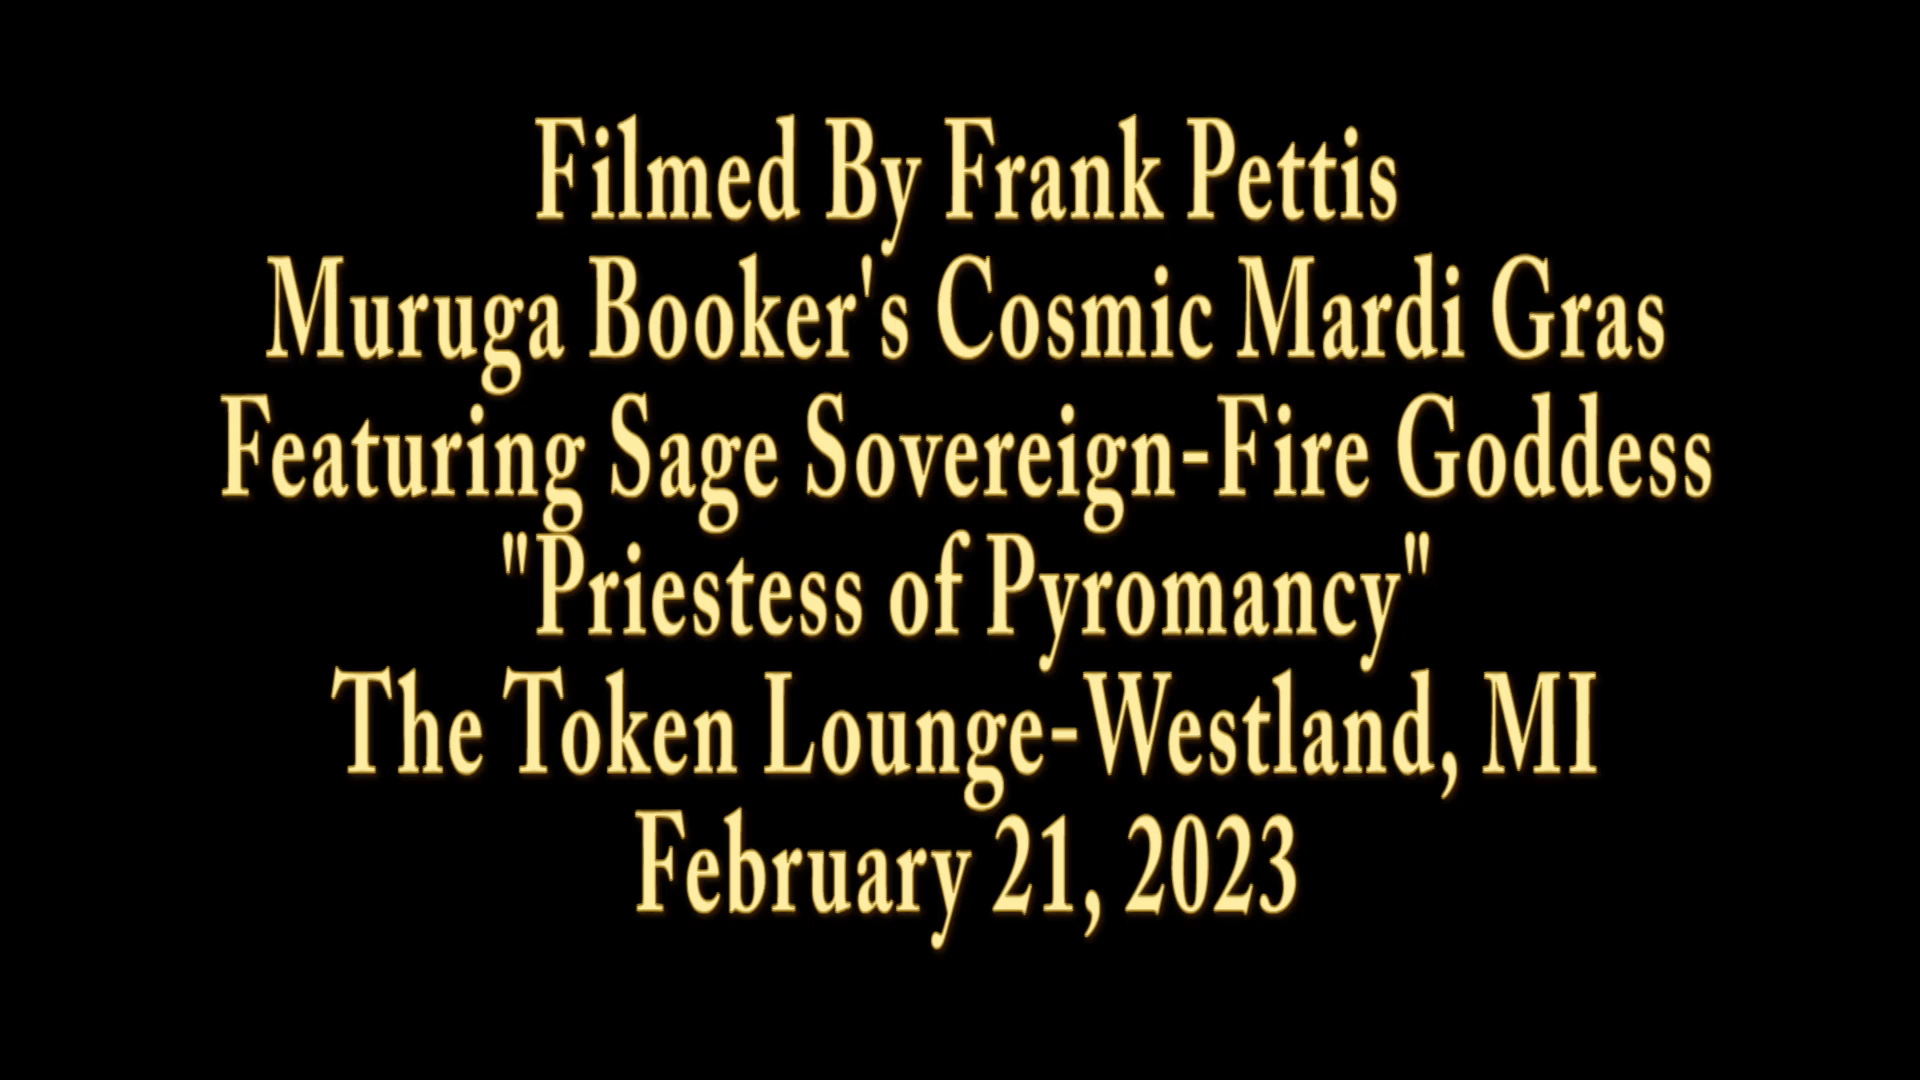 Filmed By Frank Pettis
Muruga Booker's Cosmic Mardi Gras
Featuring Sage Sovereign-Fire Goddess
"Priestess of Pyromancy"
The Token Lounge-Westland, MI
February 21, 2023